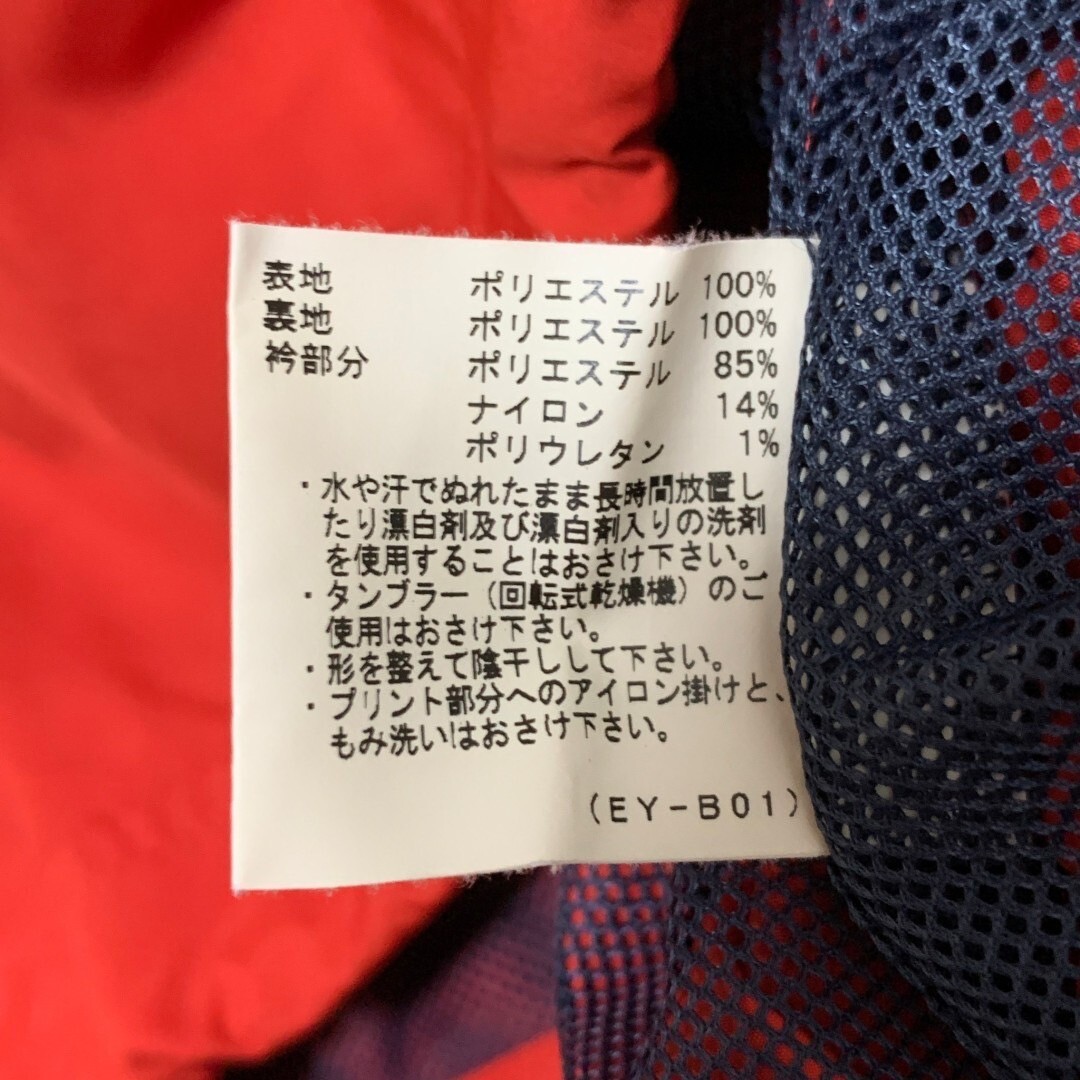 表地 ポリエステル 100%
裏地 ポリエステル 100%
衿部分 ポリエステル 85%
ナイロン 14%
ポリウレタン 1%
・水や汗でぬれたまま長時間放置し
たり漂白剤及び漂白剤入りの洗剤
を使用することはおさけ下さい。
・タンブラー（回転式乾燥機）のご
使用はおさけ下さい。
・形を整えて陰干しして下さい。
・プリント部分へのアイロン掛けと、
もみ洗いはおさけ下さい。
(EY-B01)